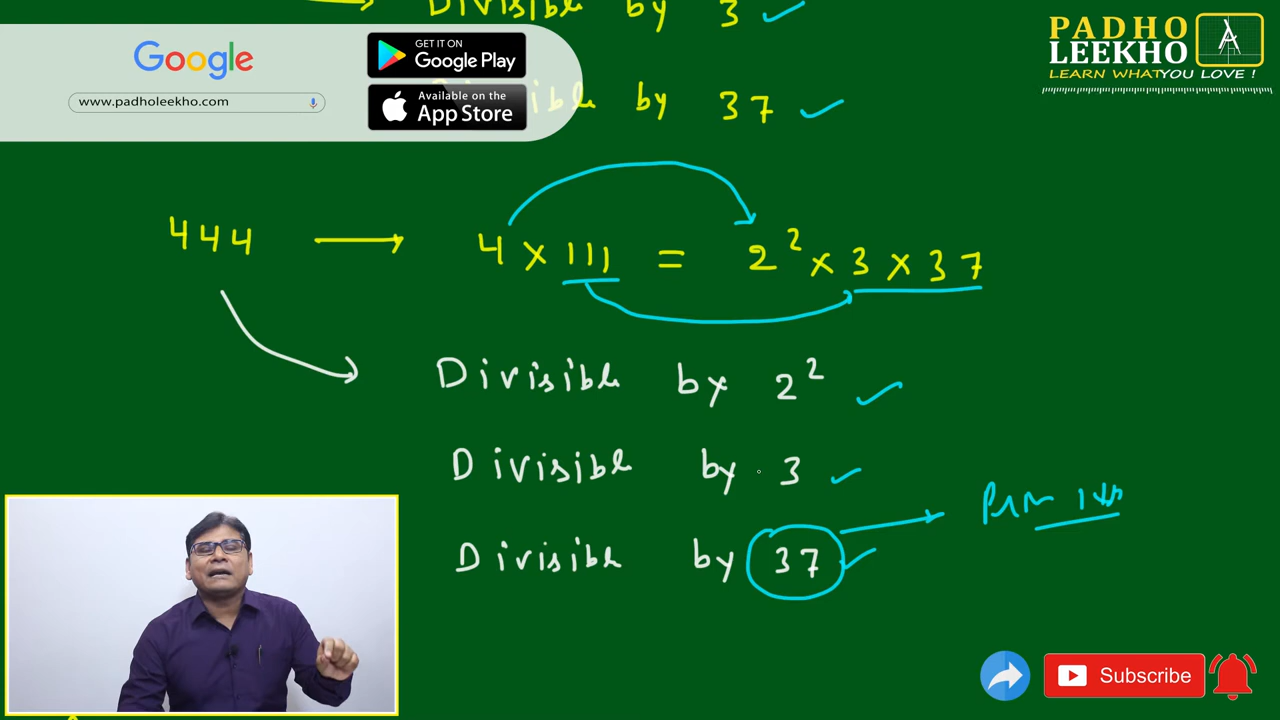 Divisible by 3 ✓
Google
www.padholeekho.com
GET IT ON
Google Play
Available on the
App Store
PADHO
LEEKHO
LEARN WHAT YOU LOVE !
by 37 ✓
444 → 4 × 111 = 2² × 3 × 37
Divisible by 2² ✓
Divisible by 3 ✓
Divisible by 37 ✓ →
Subscribe